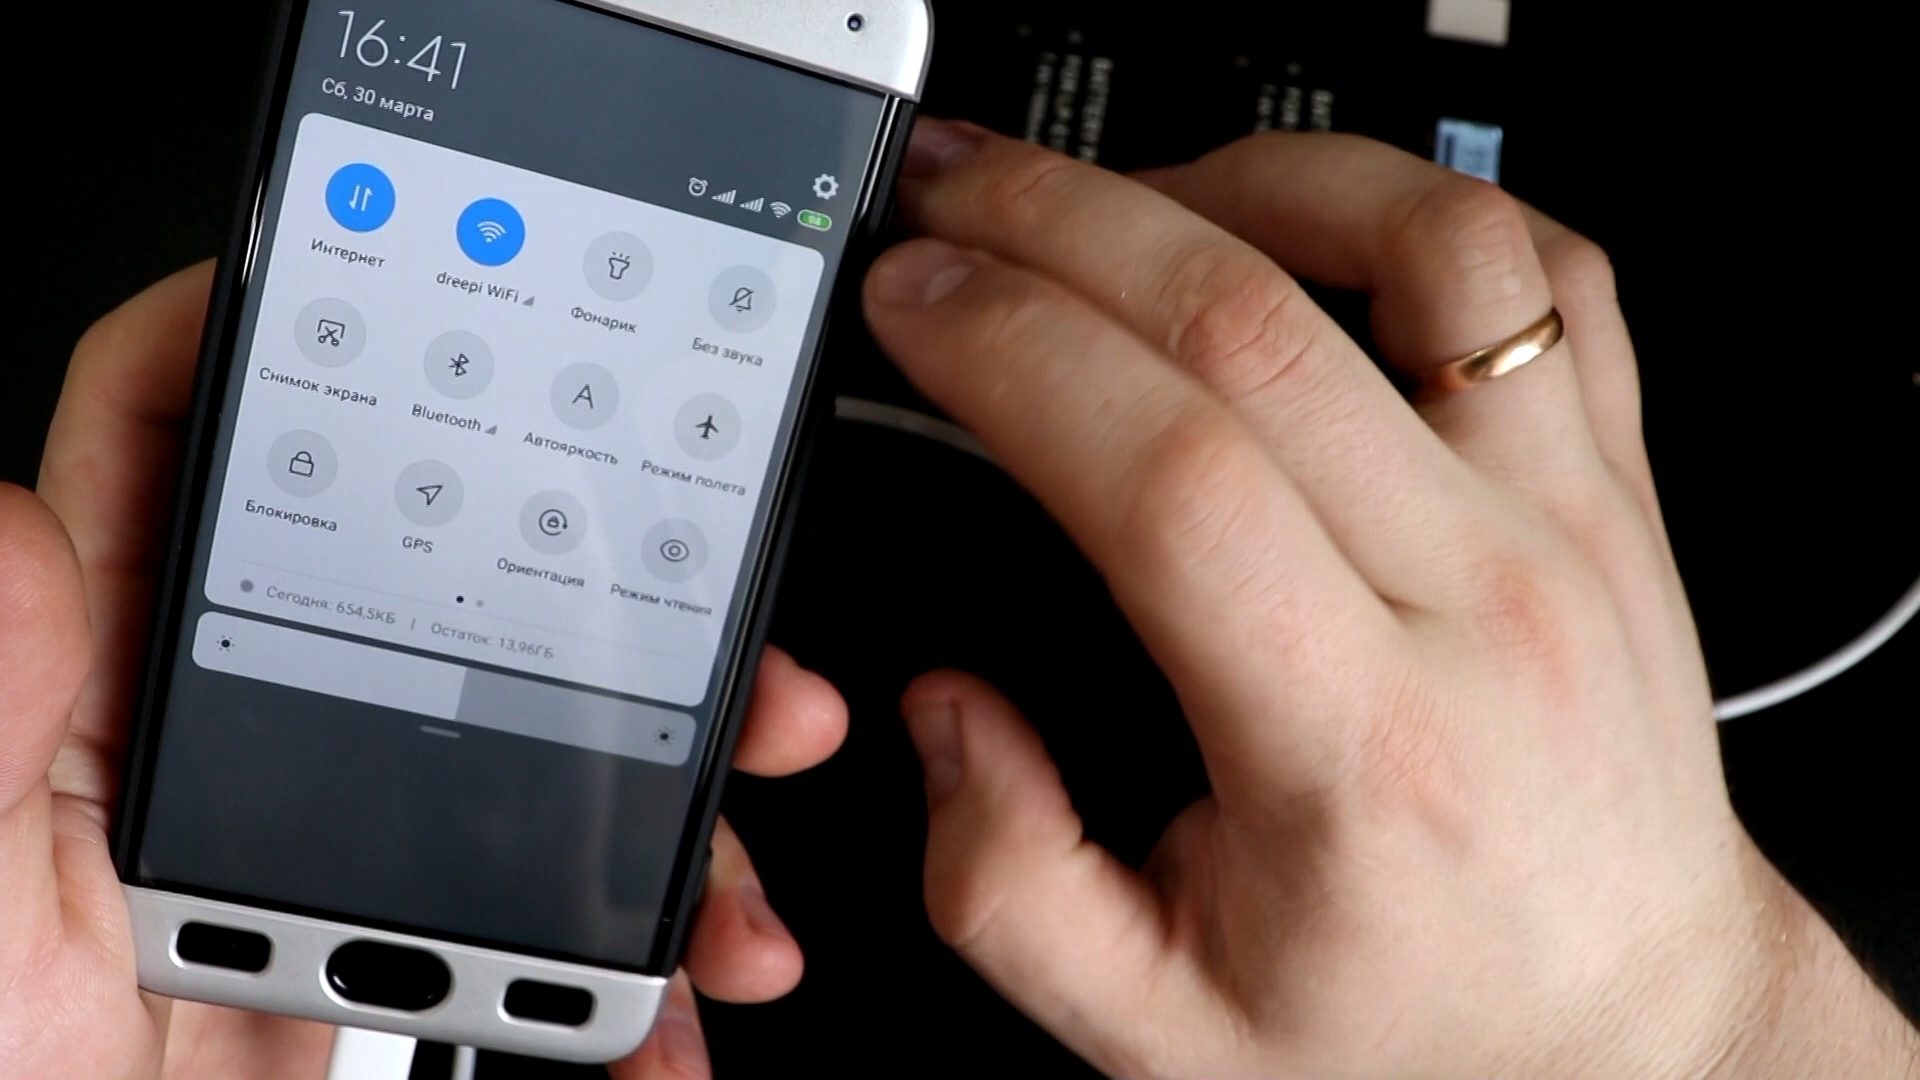 16:41
Сб, 30 марта
Интернет
dreepi WiFi
Фонарик
Без звука
Снимок экрана
Bluetooth
Автояркость
Режим полета
Блокировка
GPS
Ориентация
Режим чтения
Сегодня: 654,5КБ | Остаток: 13,96ГБ